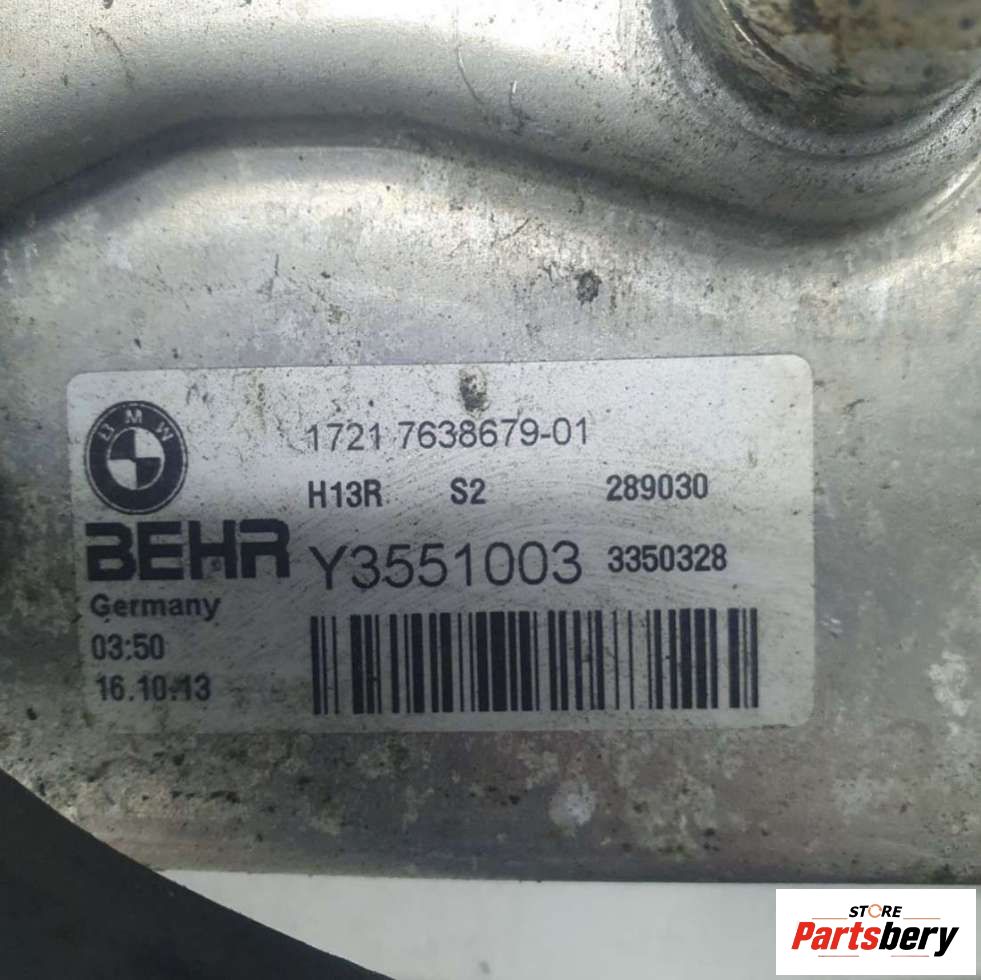 BMW
1721 7638679-01
H13R S2 289030
BEHR Y3551003 3350328
Germany
03:50
16.10.13
STORE
Partsbery